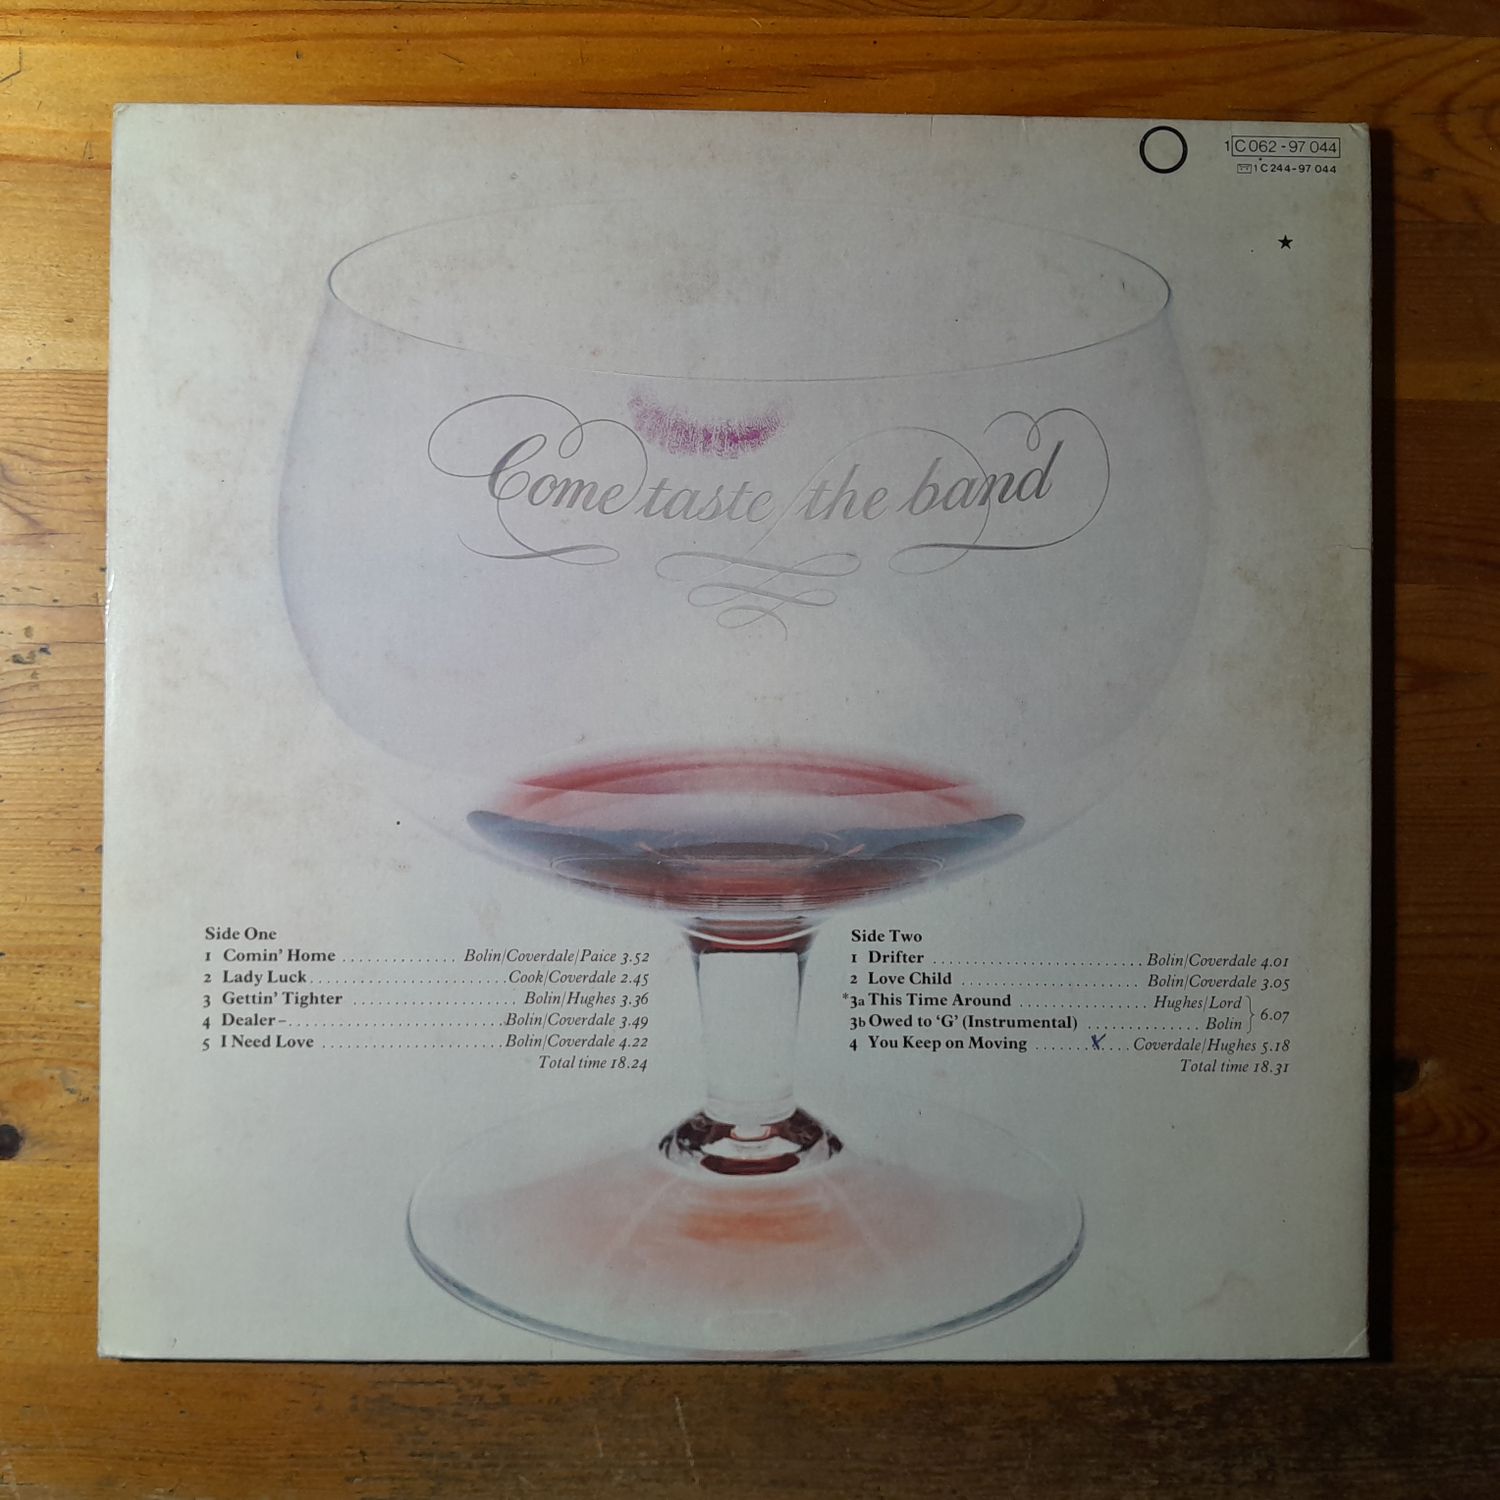 1C 062-97 044
1C 244-97 044
★
Come taste the band
Side One
1 Comin' Home .............. Bolin/Coverdale/Paice 3.52
2 Lady Luck ........................ Cook/Coverdale 2.45
3 Gettin' Tighter .................... Bolin/Hughes 3.36
4 Dealer– .......................... Bolin/Coverdale 3.49
5 I Need Love ...................... Bolin/Coverdale 4.22
Total time 18.24
Side Two
1 Drifter .......................... Bolin/Coverdale 4.01
2 Love Child ...................... Bolin/Coverdale 3.05
*3a This Time Around ................ Hughes/Lord
3b Owed to 'G' (Instrumental) ............. Bolin } 6.07
4 You Keep on Moving .......x.... Coverdale/Hughes 5.18
Total time 18.31